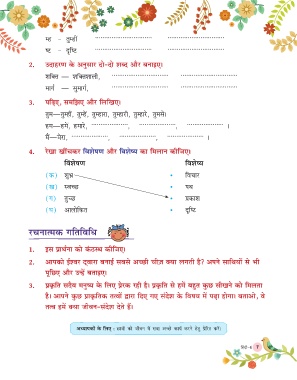 म्ह - तुम्हीं ........................ ........................
ष्ट - दृष्टि ........................ ........................
2. उदाहरण के अनुसार दो-दो शब्द और बनाइए।
शक्ति — शक्तिशाली, ........................ ........................
मार्ग — सुमार्ग, ........................ ........................
3. पढ़िए, समझिए और लिखिए।
तुम—तुम्हीं, तुम्हें, तुम्हारा, तुम्हारी, तुम्हारे, तुमसे।
हम—हमें, हमारे, ................, ................, ................ ।
मैं—मेरा, ................, ................, ................ ।
4. रेखा खींचकर विशेषण और विशेष्य का मिलान कीजिए।
विशेषण विशेष्य
(क) शुभ्र • विचार
(ख) स्वच्छ • पथ
(ग) तुच्छ • प्रकाश
(घ) आलोकित • दृष्टि
रचनात्मक गतिविधि
1. इस प्रार्थना को कंठस्थ कीजिए।
2. आपको ईश्वर द्वारा बनाई सबसे अच्छी चीज़ क्या लगती है? अपने साथियों से भी
पूछिए और उन्हें बताइए।
3. प्रकृति सदैव मनुष्य के लिए प्रेरक रही है। प्रकृति से हमें बहुत कुछ सीखने को मिलता
है। आपने कुछ प्राकृतिक तत्वों द्वारा दिए गए संदेश के विषय में पढ़ा होगा। बताओ, वे
तत्व हमें क्या जीवन-संदेश देते हैं।
अध्यापकों के लिए : छात्रों को जीवन में सदा अच्छे कार्य करने हेतु प्रेरित करें।
हिंदी-8 7